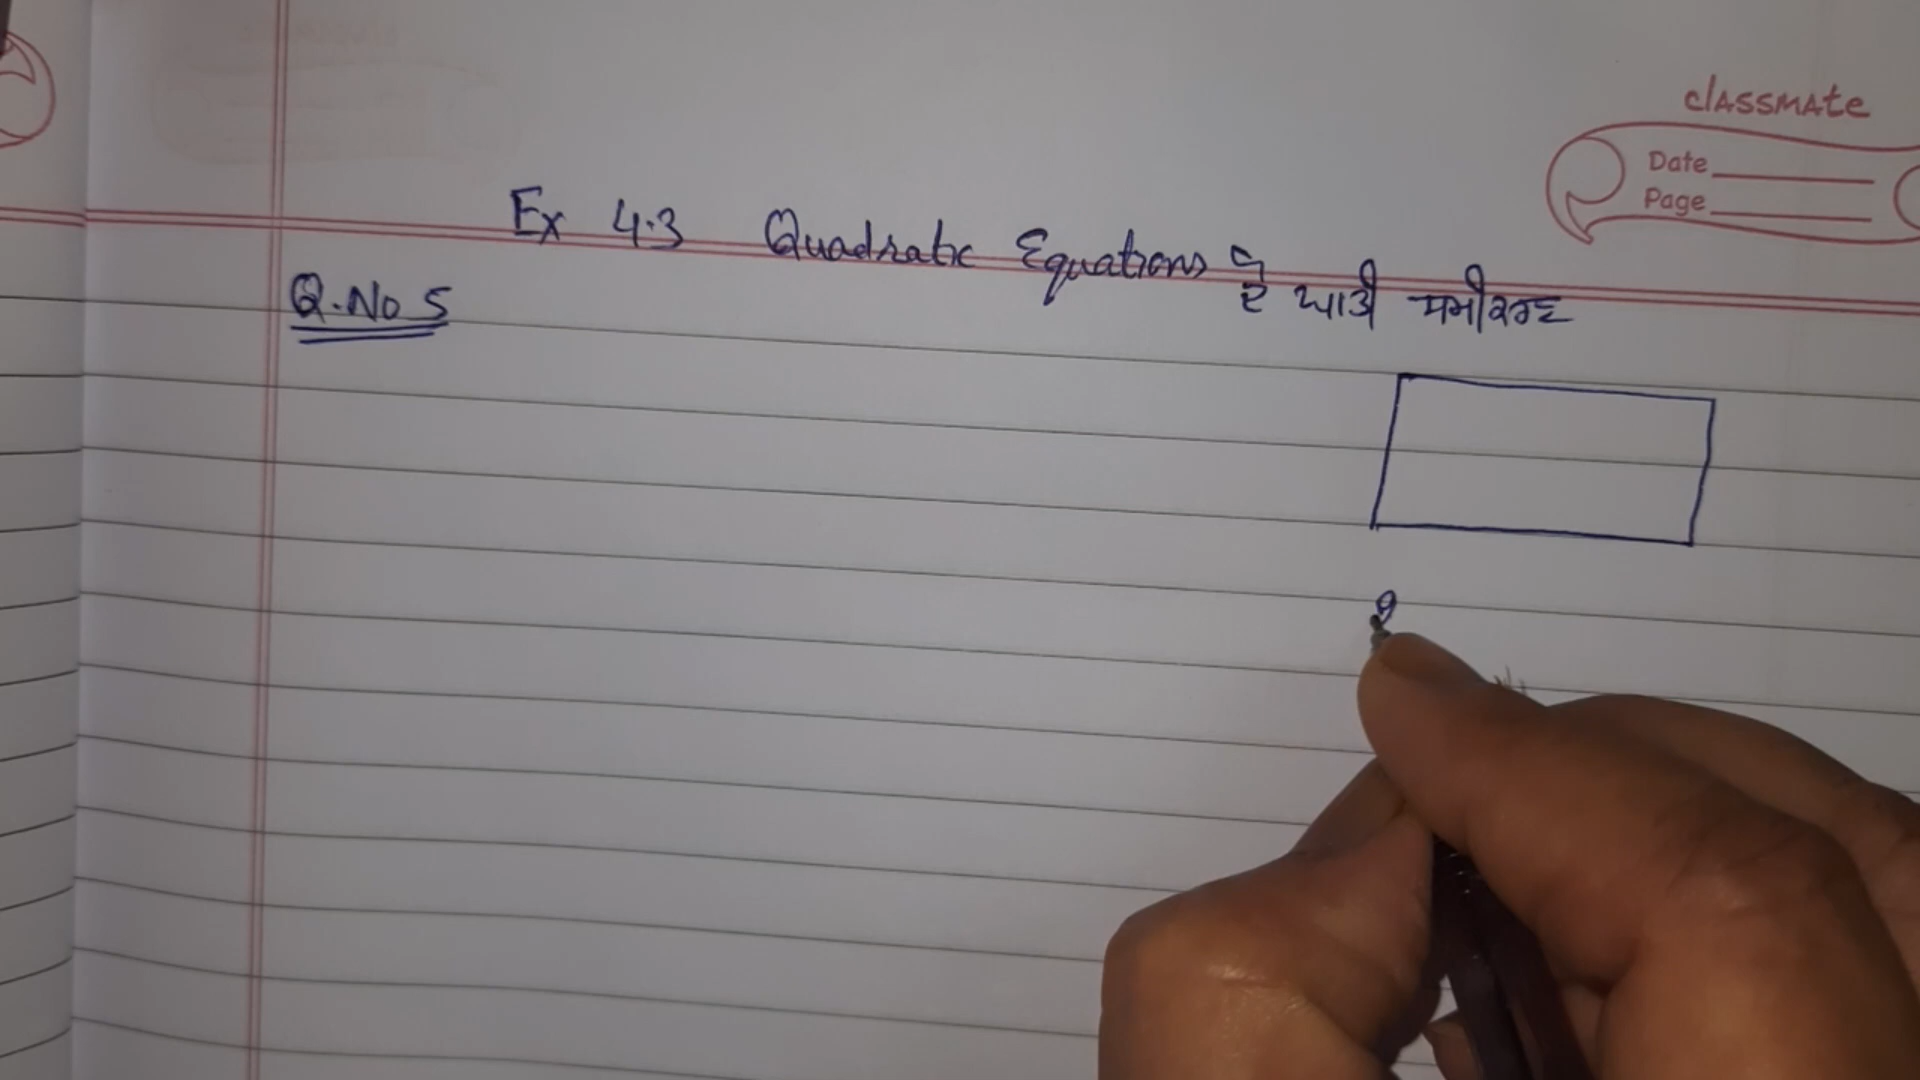 classmate
Date
Page
Ex 4.3 Quadratic Equations ਦੋ ਘਾਤੀ ਸਮੀਕਰਣ
Q.No 5